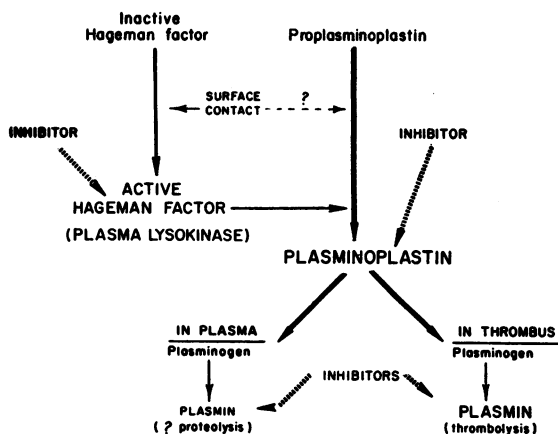 Inactive
Hageman factor
Proplasminoplastin
SURFACE
CONTACT
?
INHIBITOR
INHIBITOR
ACTIVE
HAGEMAN FACTOR
(PLASMA LYSOKINASE)
PLASMINOPLASTIN
IN PLASMA
Plasminogen
IN THROMBUS
Plasminogen
INHIBITORS
PLASMIN
(? proteolysis)
PLASMIN
(thrombolysis)